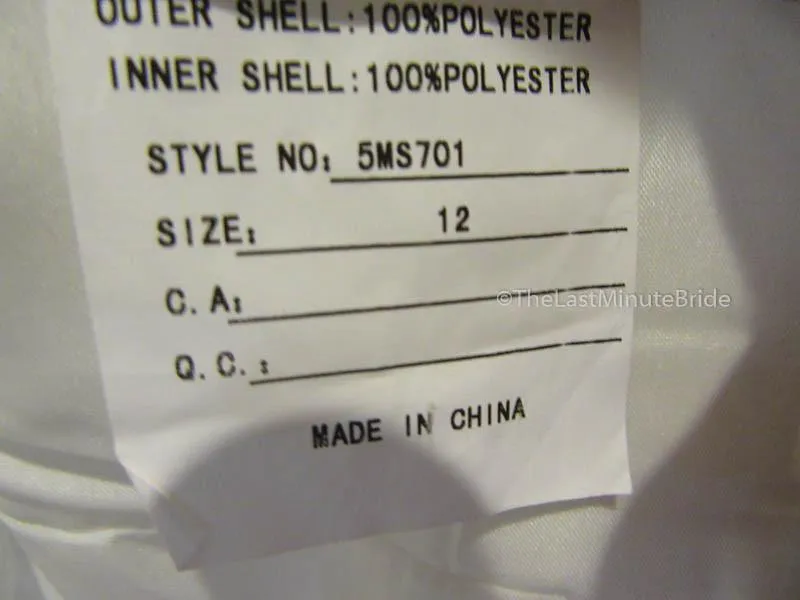 OUTER SHELL:100%POLYESTER
INNER SHELL:100%POLYESTER
STYLE NO: 5MS701
SIZE: 12
C. A:
©TheLastMinuteBride
Q. C. :
MADE IN CHINA